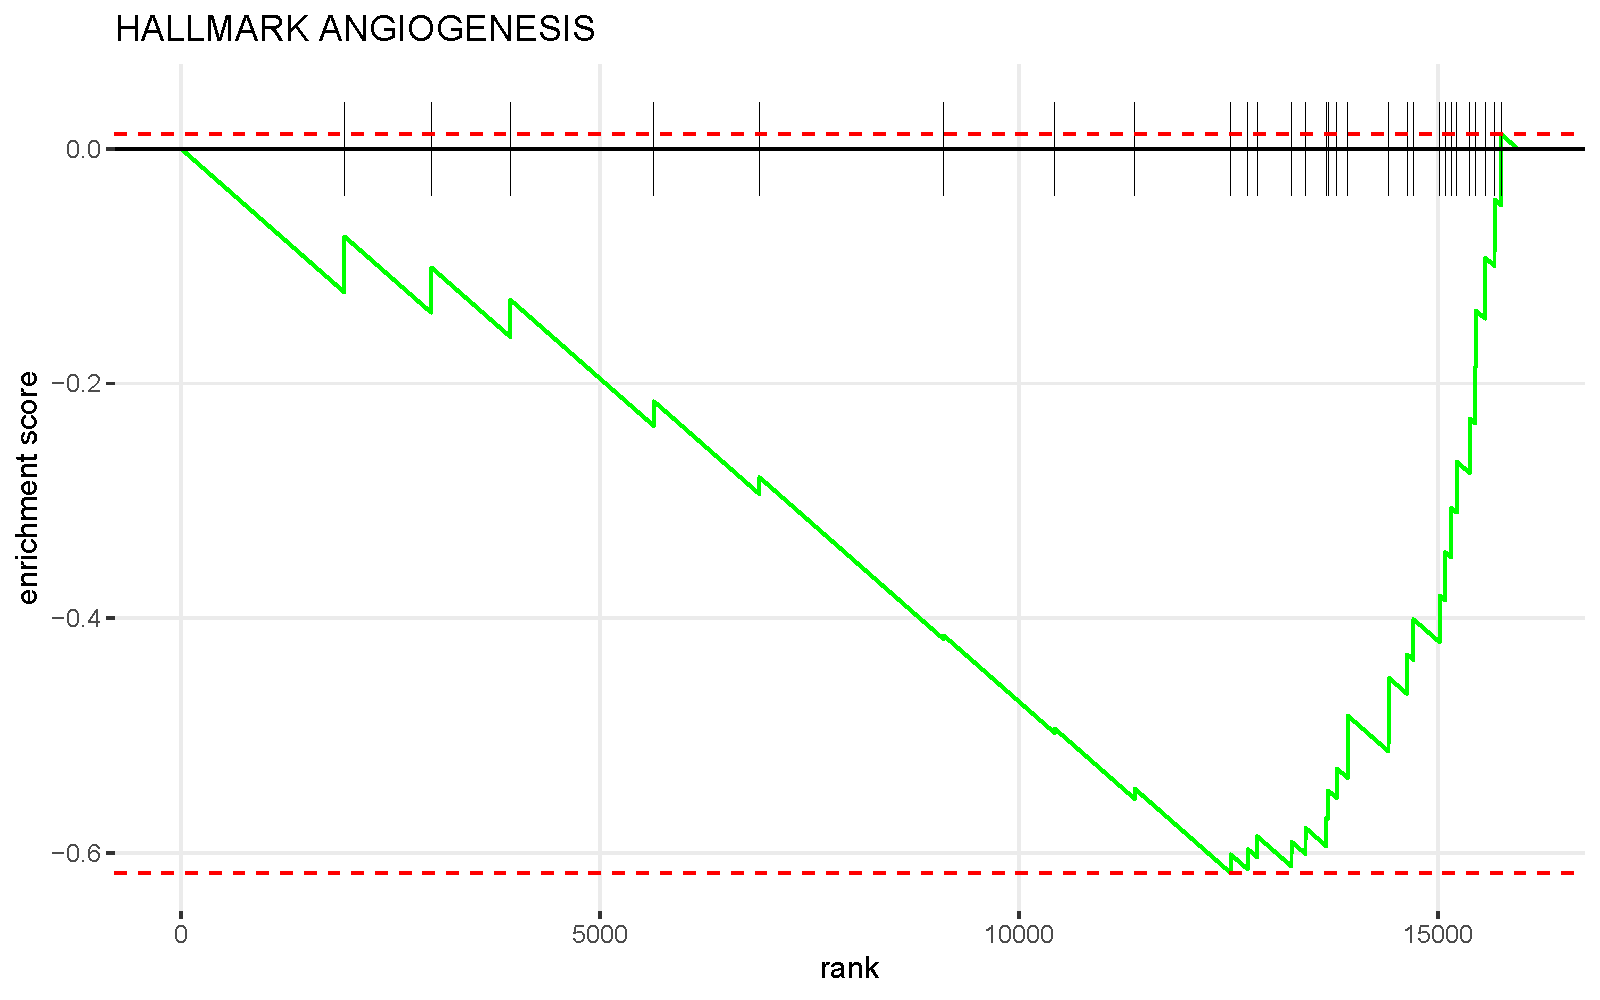 HALLMARK ANGIOGENESIS
0.0
−0.2
−0.4
−0.6
enrichment score
0 5000 10000 15000
rank